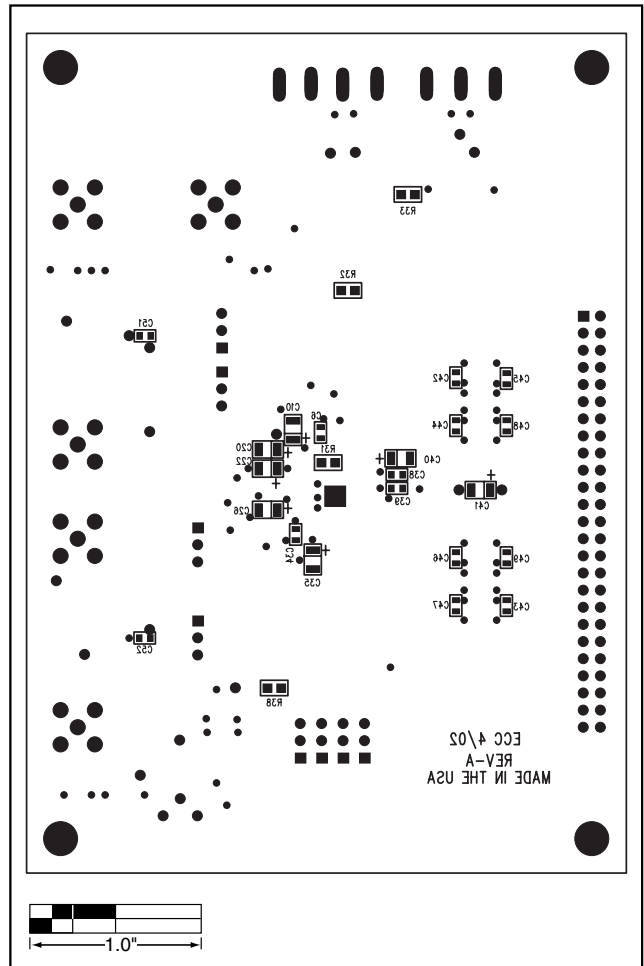 R33
R32
C51
C42
C45
C10
C6
C44
C48
C20
R31
C22
C40
C38
C39
C41
C26
C34
C46
C49
C35
C47
C43
C52
R38
ECC 4/02
REV-A
MADE IN THE USA
1.0"